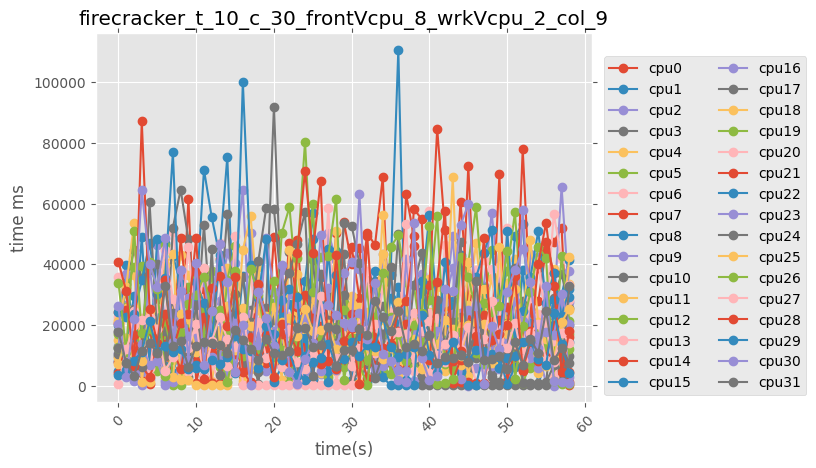 firecracker_t_10_c_30_frontVcpu_8_wrkVcpu_2_col_9
time ms
100000
80000
60000
40000
20000
0
0
10
20
30
40
50
60
time(s)
cpu0
cpu1
cpu2
cpu3
cpu4
cpu5
cpu6
cpu7
cpu8
cpu9
cpu10
cpu11
cpu12
cpu13
cpu14
cpu15
cpu16
cpu17
cpu18
cpu19
cpu20
cpu21
cpu22
cpu23
cpu24
cpu25
cpu26
cpu27
cpu28
cpu29
cpu30
cpu31